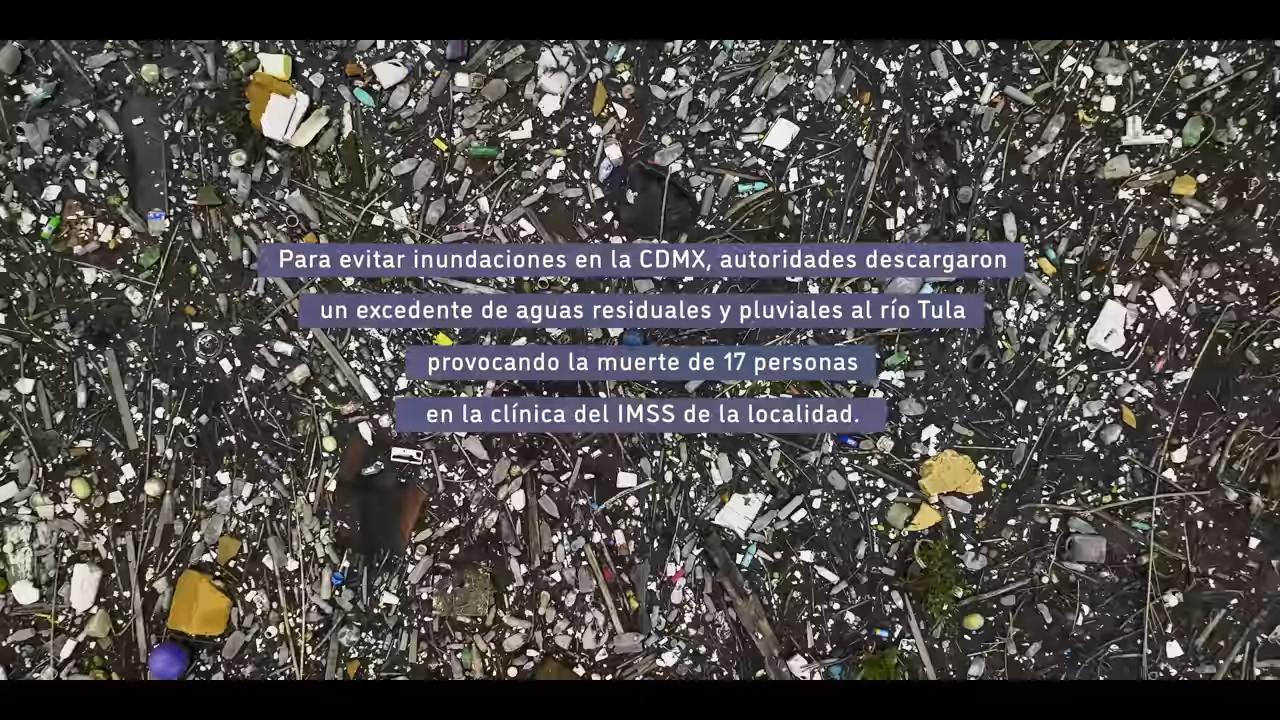 Para evitar inundaciones en la CDMX, autoridades descargaron
un excedente de aguas residuales y pluviales al río Tula
provocando la muerte de 17 personas
en la clínica del IMSS de la localidad.